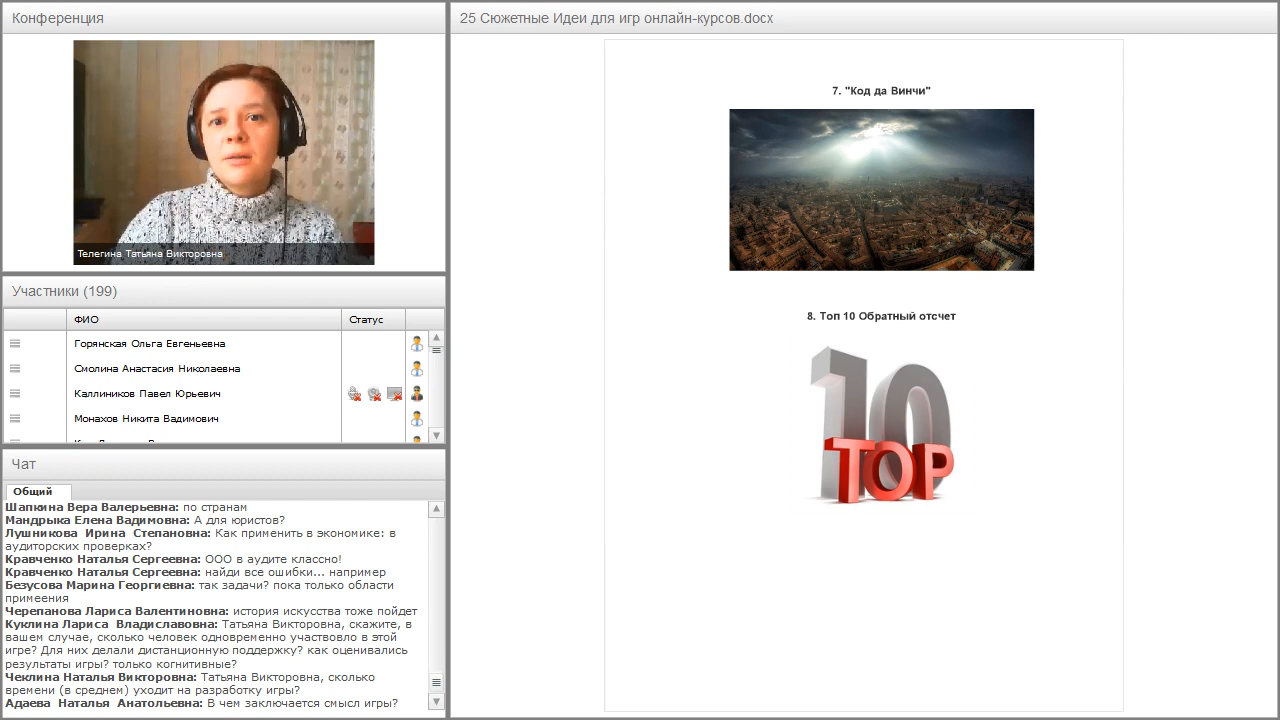 Конференция
Телегина Татьяна Викторовна
Участники (199)
ФИО Статус
Горянская Ольга Евгеньевна
Смолина Анастасия Николаевна
Каллиников Павел Юрьевич
Монахов Никита Вадимович
Чат
Общий
Шапкина Вера Валерьевна: по странам
Мандрыка Елена Вадимовна: А для юристов?
Лушникова Ирина Степановна: Как применить в экономике: в
аудиторских проверках?
Кравченко Наталья Сергеевна: ООО в аудите классно!
Кравченко Наталья Сергеевна: найди все ошибки... например
Безусова Марина Георгиевна: так задачи? пока только области
примеения
Черепанова Лариса Валентиновна: история искусства тоже пойдет
Куклина Лариса Владиславовна: Татьяна Викторовна, скажите, в
вашем случае, сколько человек одновременно участвовло в этой
игре? Для них делали дистанционную поддержку? как оценивались
результаты игры? только когнитивные?
Чеклина Наталья Викторовна: Татьяна Викторовна, сколько
времени (в среднем) уходит на разработку игры?
Адаева Наталья Анатольевна: В чем заключается смысл игры?
25 Сюжетные Идеи для игр онлайн-курсов.docx
7. "Код да Винчи"
8. Топ 10 Обратный отсчет
10
TOP